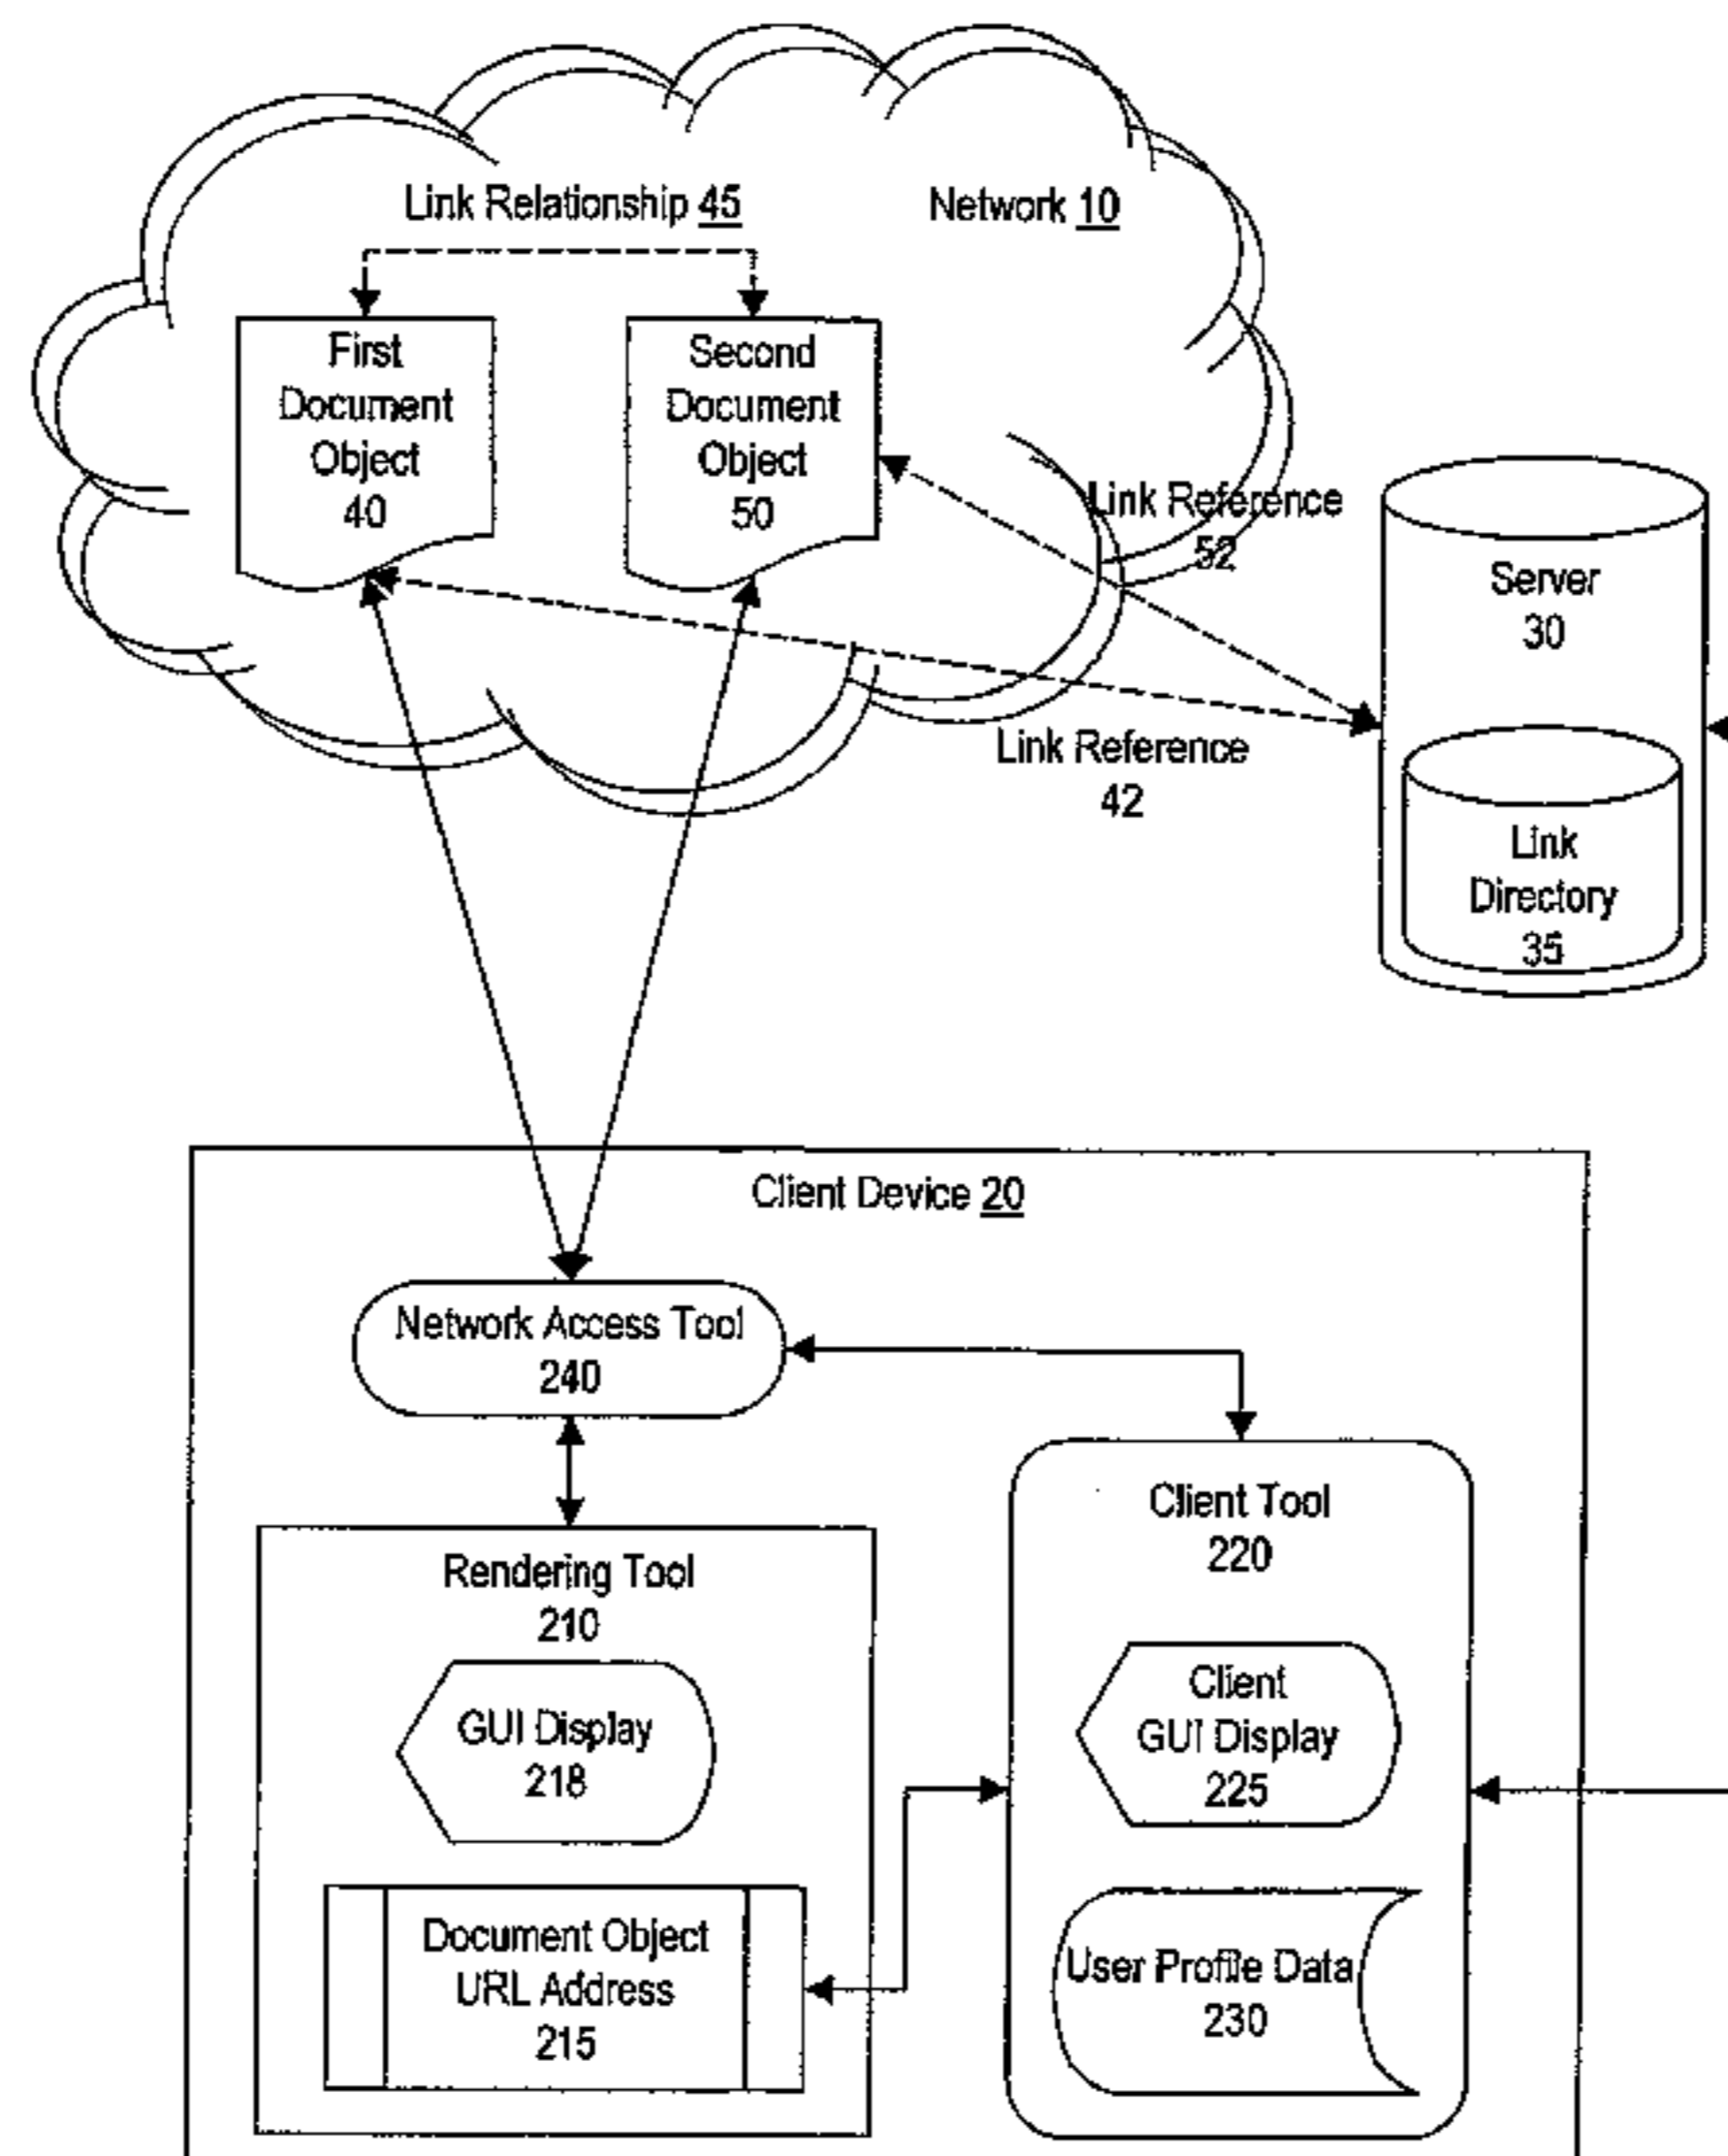 Link Relationship 45
Network 10
First
Document
Object
40
Second
Document
Object
50
Link Reference
52
Server
30
Link Reference
42
Link
Directory
35
Client Device 20
Network Access Tool
240
Client Tool
220
Rendering Tool
210
Client
GUI Display
225
GUI Display
218
Document Object
URL Address
215
User Profile Data
230